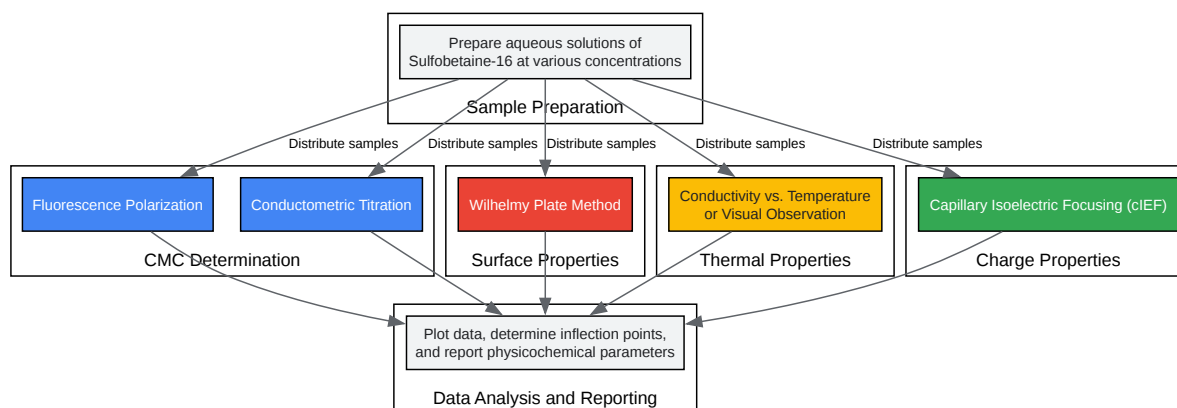 Prepare aqueous solutions of
Sulfobetaine-16 at various concentrations
Sample Preparation
Distribute samples
Distribute samples
Distribute samples
Distribute samples
Distribute samples
Fluorescence Polarization
Conductometric Titration
CMC Determination
Wilhelmy Plate Method
Surface Properties
Conductivity vs. Temperature
or Visual Observation
Thermal Properties
Capillary Isoelectric Focusing (cIEF)
Charge Properties
Plot data, determine inflection points,
and report physicochemical parameters
Data Analysis and Reporting